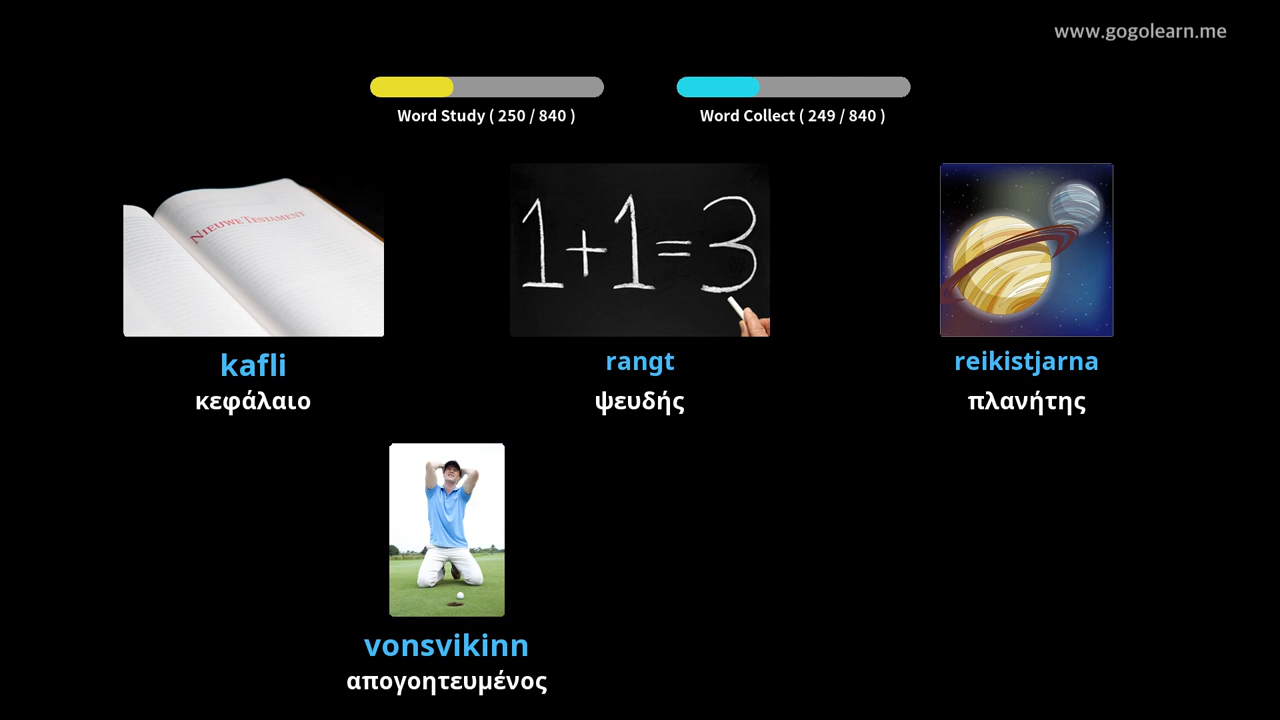 www.gogolearn.me
Word Study ( 250 / 840 )
Word Collect ( 249 / 840 )
NIEUWE TESTAMENT
1+1=3
kafli
κεφάλαιο
rangt
ψευδής
reikistjarna
πλανήτης
vonsvikinn
απογοητευμένος